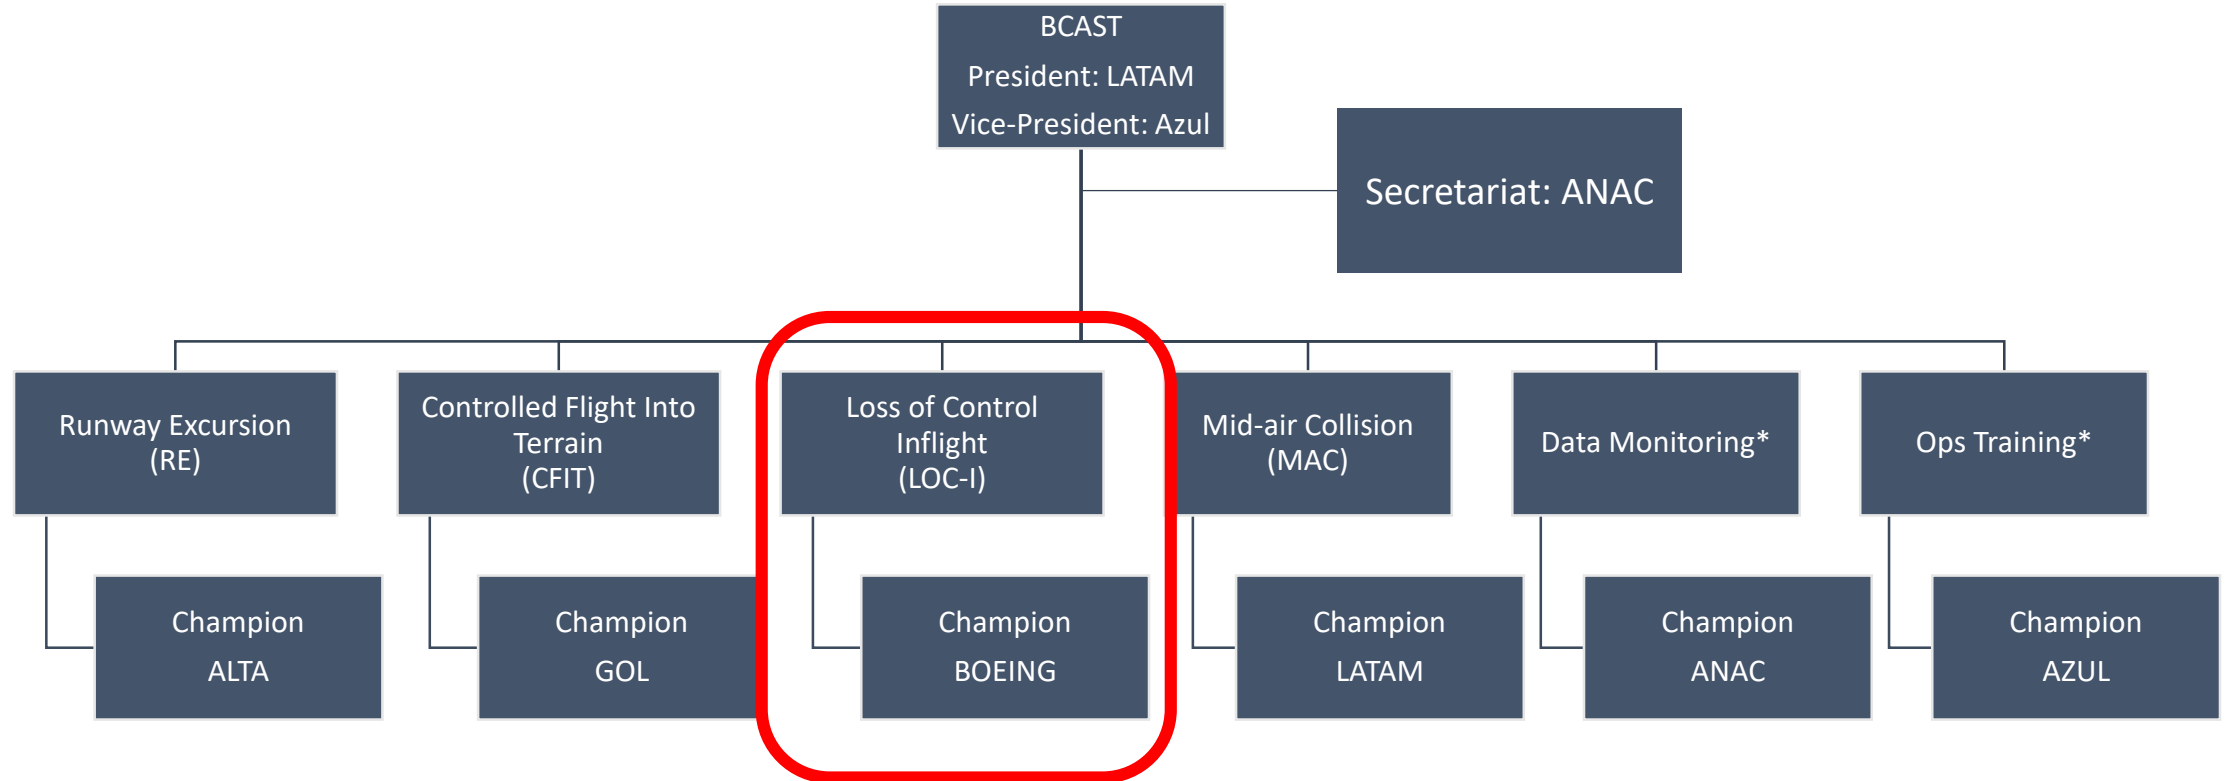 BCAST
President: LATAM
Vice-President: Azul
Secretariat: ANAC
Runway Excursion
(RE)
Controlled Flight Into
Terrain
(CFIT)
Loss of Control
Inflight
(LOC-I)
Mid-air Collision
(MAC)
Data Monitoring*
Ops Training*
Champion
ALTA
Champion
GOL
Champion
BOEING
Champion
LATAM
Champion
ANAC
Champion
AZUL